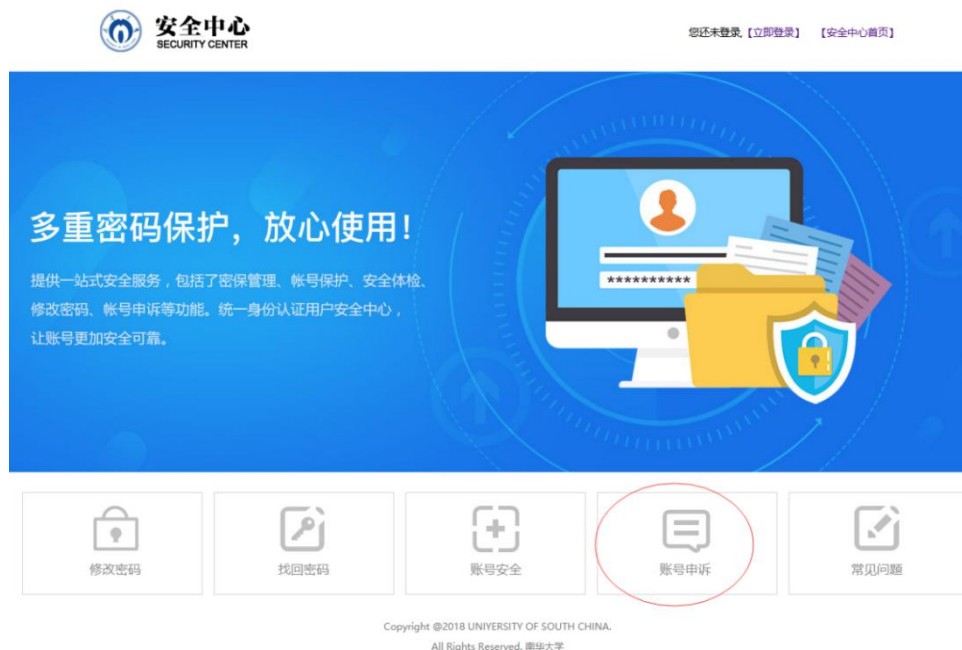 安全中心
SECURITY CENTER
您还未登录,【立即登录】 【安全中心首页】
多重密码保护，放心使用！
提供一站式安全服务，包括了密保管理、帐号保护、安全体检、
修改密码、帐号申诉等功能。统一身份认证用户安全中心，
让账号更加安全可靠。
**********
修改密码
找回密码
账号安全
账号申诉
常见问题
Copyright @2018 UNIYERSITY OF SOUTH CHINA.
All Rights Reserved. 南华大学